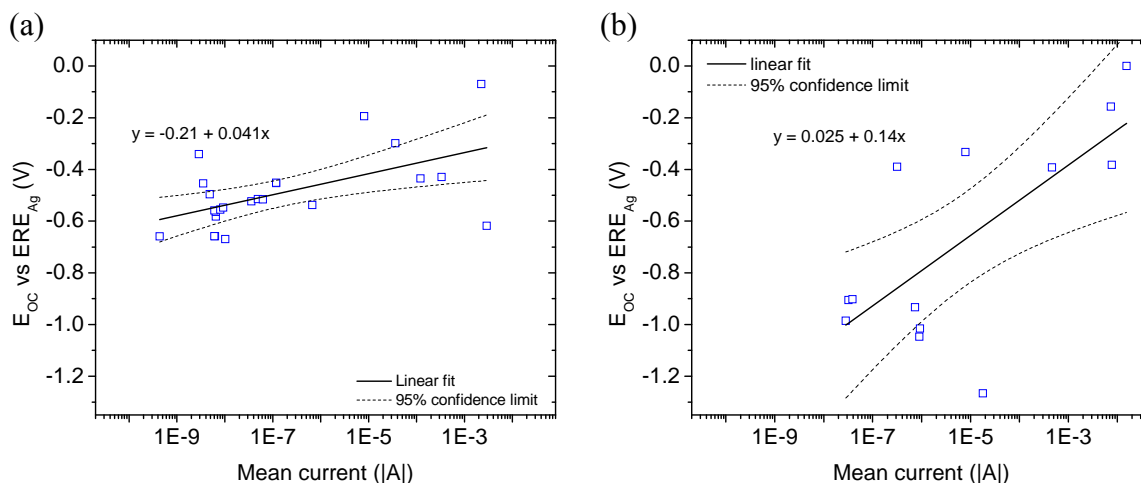 (a)
0.0
-0.2
-0.4
-0.6
-0.8
-1.0
-1.2
E_OC vs ERE_Ag (V)
y = -0.21 + 0.041x
Linear fit
95% confidence limit
1E-9 1E-7 1E-5 1E-3
Mean current (|A|)
(b)
0.0
-0.2
-0.4
-0.6
-0.8
-1.0
-1.2
E_OC vs ERE_Ag (V)
linear fit
95% confidence limit
y = 0.025 + 0.14x
1E-9 1E-7 1E-5 1E-3
Mean current (|A|)